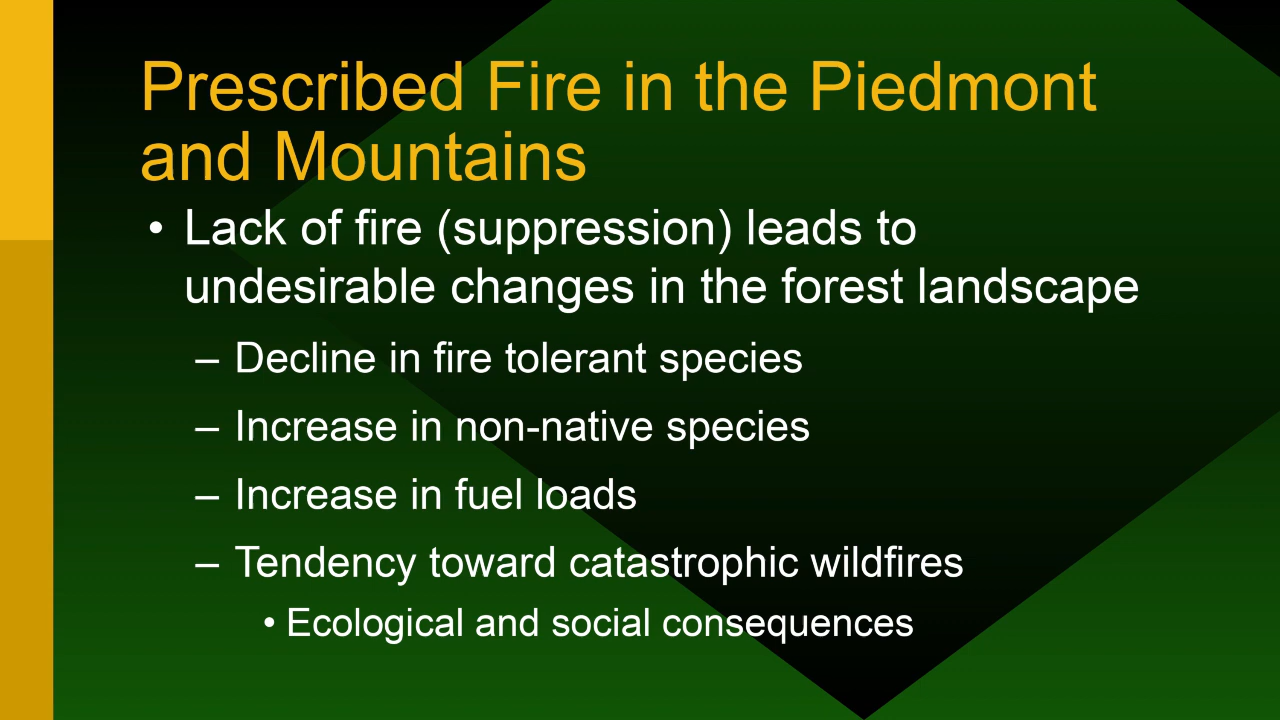 Prescribed Fire in the Piedmont
and Mountains
• Lack of fire (suppression) leads to
undesirable changes in the forest landscape
– Decline in fire tolerant species
– Increase in non-native species
– Increase in fuel loads
– Tendency toward catastrophic wildfires
• Ecological and social consequences